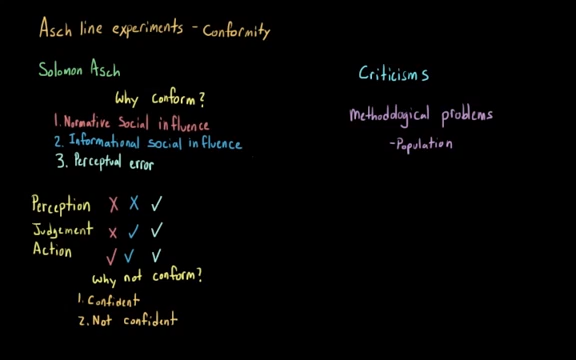 Asch line experiments - Conformity
Solomon Asch
Why conform?
1. Normative Social influence
2. Informational social influence
3. Perceptual error
Perception X X ✓
Judgement X ✓ ✓
Action ✓ ✓ ✓
Why not conform?
1. Confident
2. Not confident
Criticisms
Methodological problems
- Population